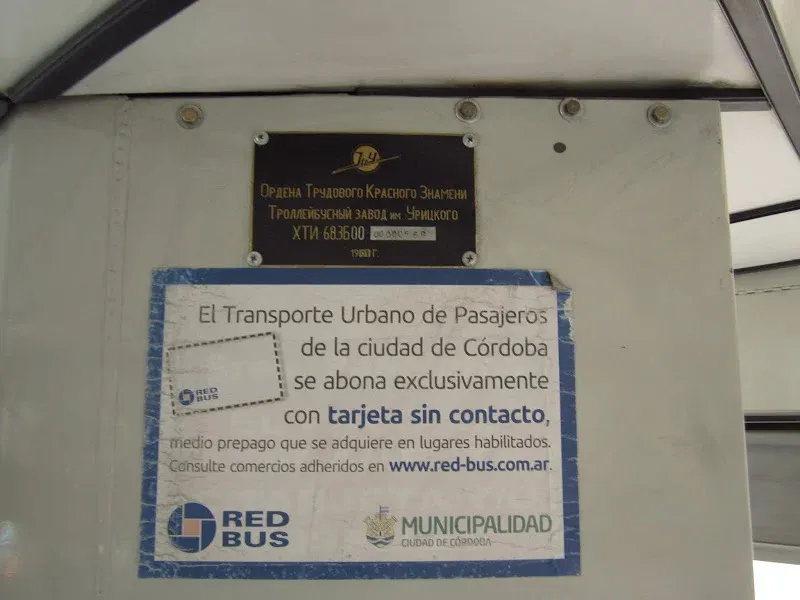 ЗиУ
Ордена Трудового Красного Знамени
Троллейбусный завод им Урицкого
ХТИ 683Б00
El Transporte Urbano de Pasajeros
de la ciudad de Córdoba
se abona exclusivamente
con tarjeta sin contacto,
medio prepago que se adquiere en lugares habilitados.
Consulte comercios adheridos en www.red-bus.com.ar.
RED
BUS
RED
BUS
MUNICIPALIDAD
CIUDAD DE CÓRDOBA